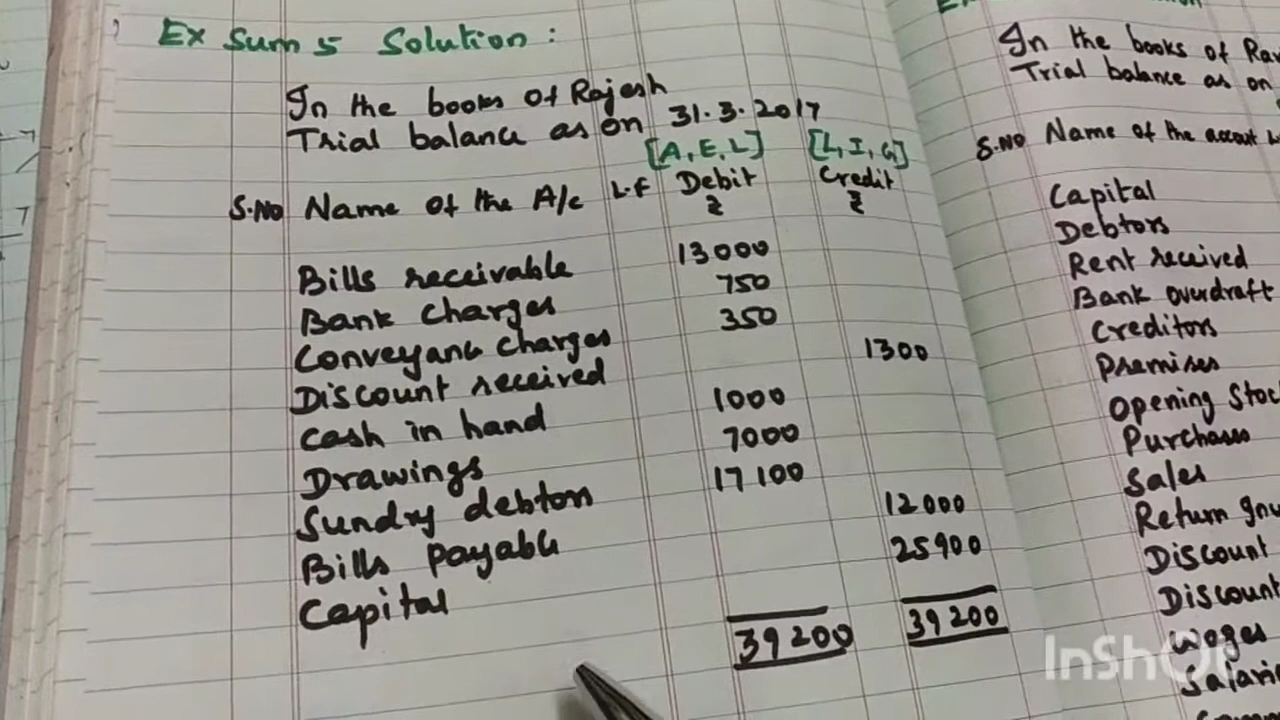 Ex Sum 5 Solution:
In the books of Rajesh
Trial balance as on 31.3.2017
[A, E, L] [L, I, G]
S.No Name of the A/c L.F Debit ₹ Credit ₹
Bills receivable 13000
Bank charges 750
Conveyanc charges 350
Discount received 1300
Cash in hand 1000
Drawings 7000
Sundry debtors 17100
Bills payable 12000
Capital 25900
39200 39200
In the books of
Trial balance as on
S.No Name of the account
Capital
Debtors
Rent received
Bank overdraft
Creditors
Premises
Opening
Purchases
Sales
Return
Discount
Discount
Wages
InShOt